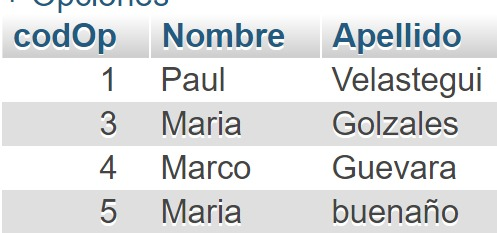 Opciones
codOp Nombre Apellido
1 Paul Velastegui
3 Maria Golzales
4 Marco Guevara
5 Maria buenaño